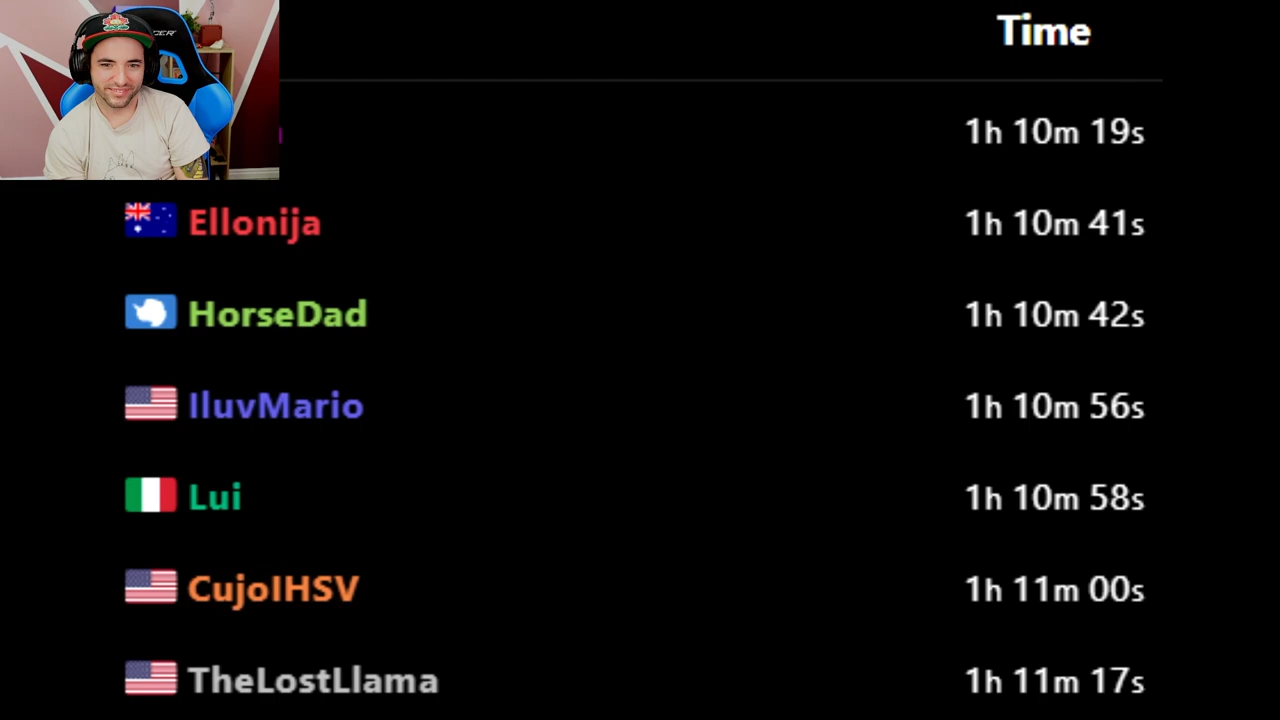 Time
1h 10m 19s
Ellonija 1h 10m 41s
HorseDad 1h 10m 42s
IluvMario 1h 10m 56s
Lui 1h 10m 58s
CujoIHSV 1h 11m 00s
TheLostLlama 1h 11m 17s